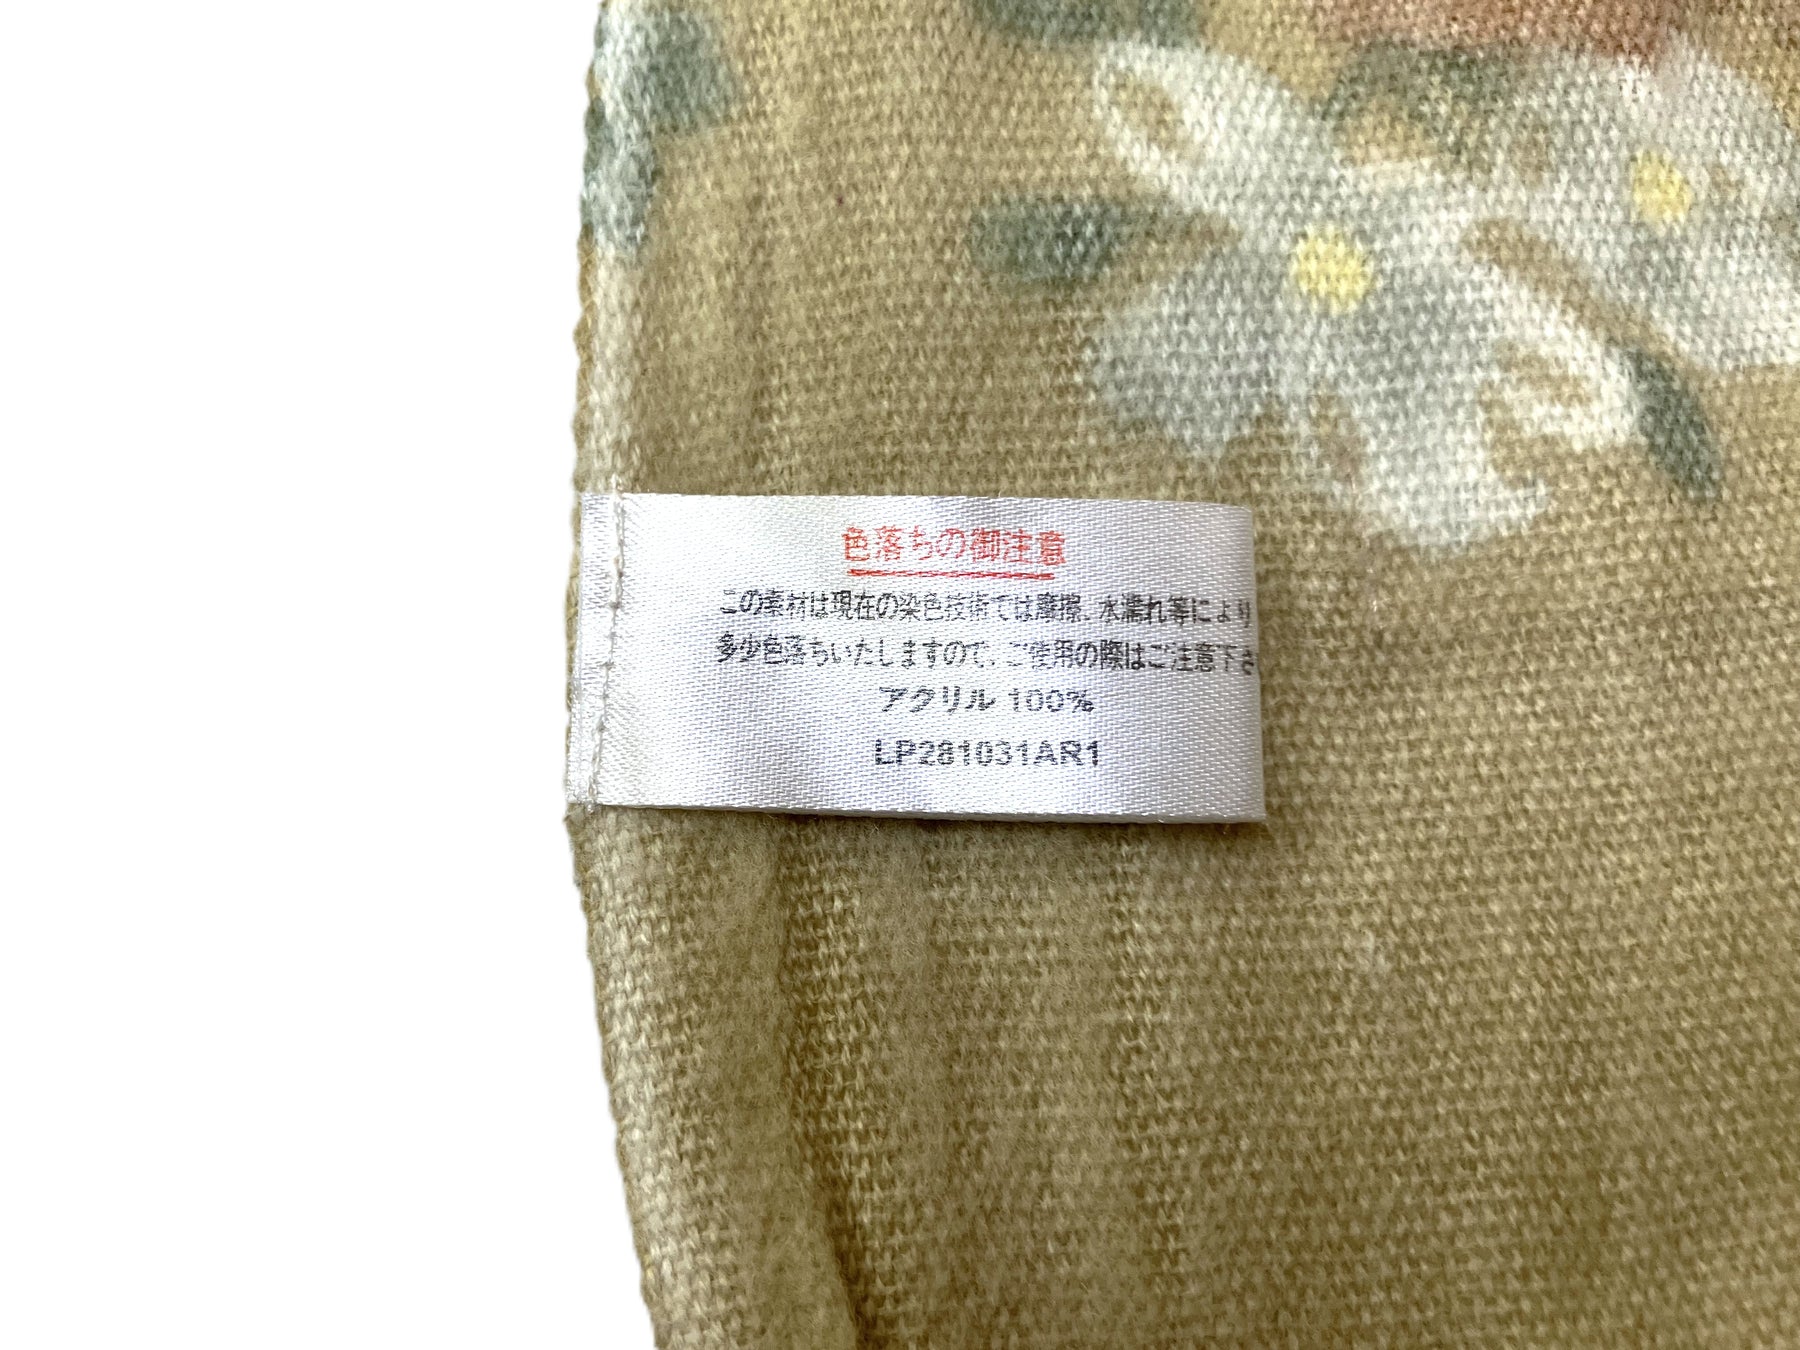 色落ちの御注意
この素材は現在の染色技術では摩擦、水濡れ等により
多少色落ちいたしますので、ご使用の際はご注意下さ
アクリル 100%
LP281031AR1